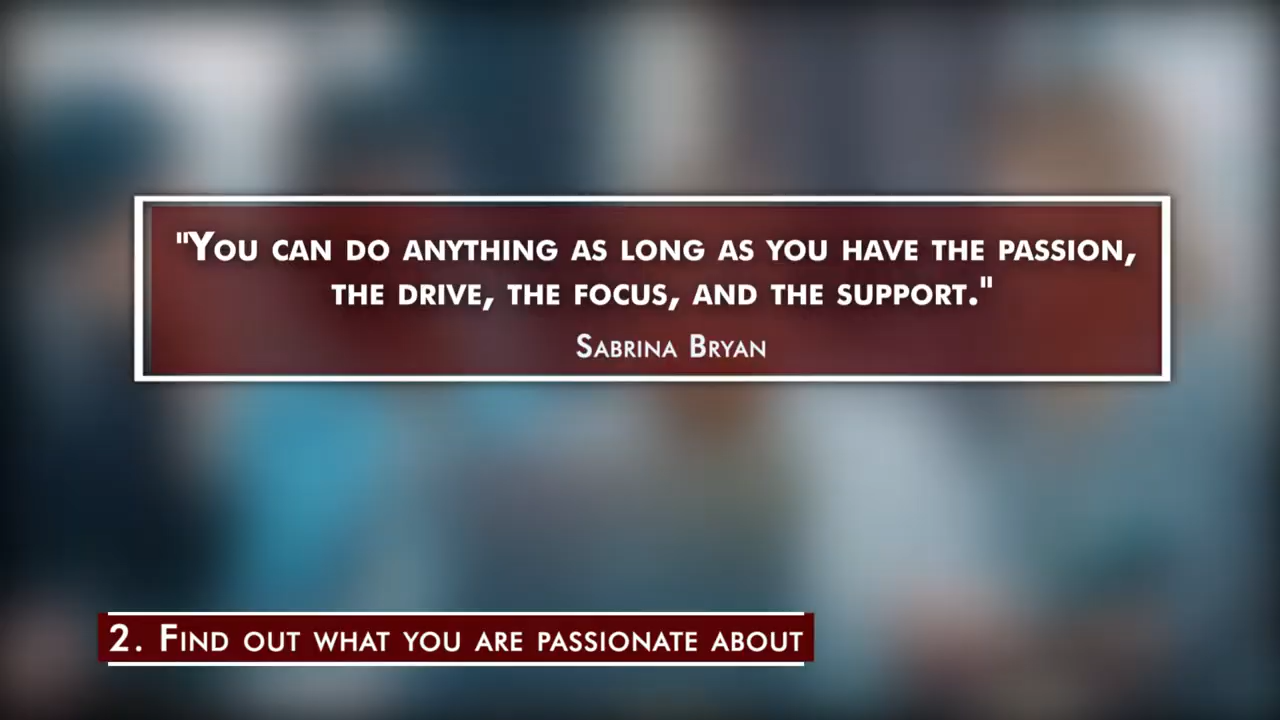 "You can do anything as long as you have the passion,
the drive, the focus, and the support."
Sabrina Bryan
2. Find out what you are passionate about